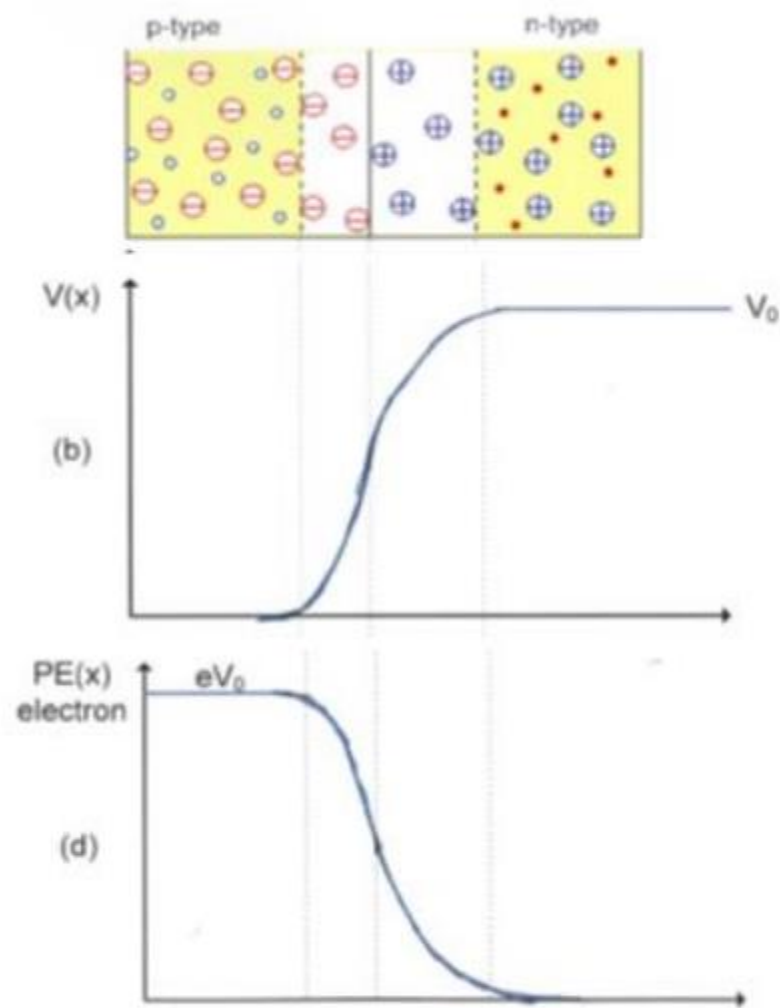 p-type
n-type
V(x)
V₀
(b)
PE(x)
electron
eV₀
(d)